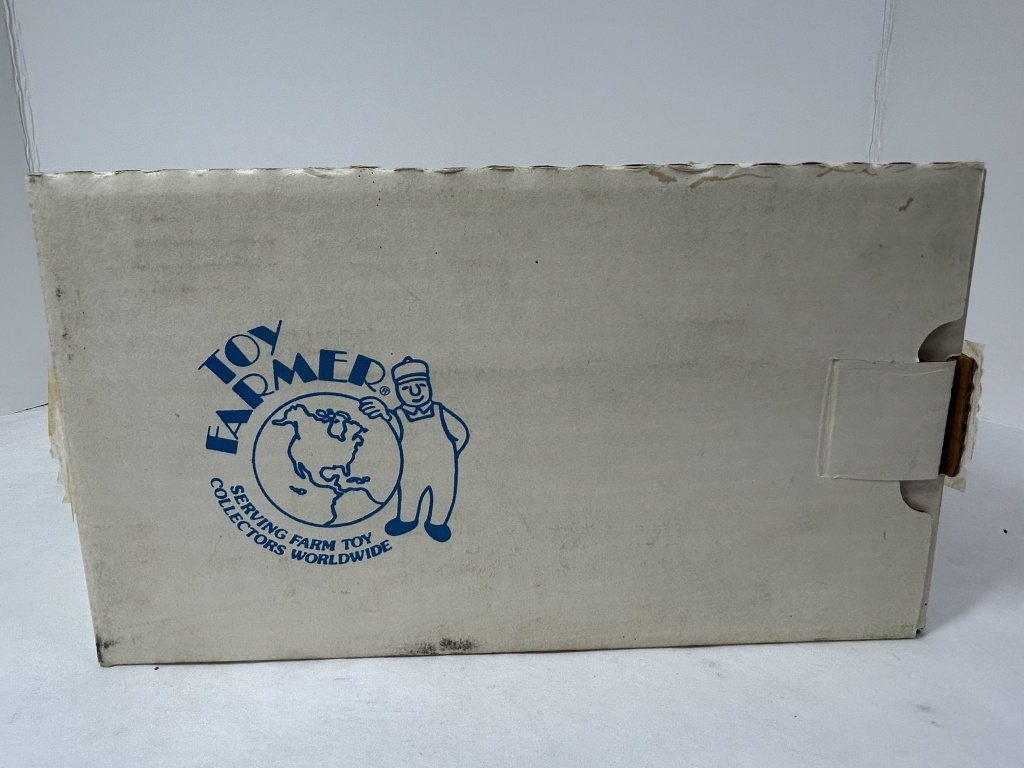 TOY
FARMER®
SERVING FARM TOY
COLLECTORS WORLDWIDE